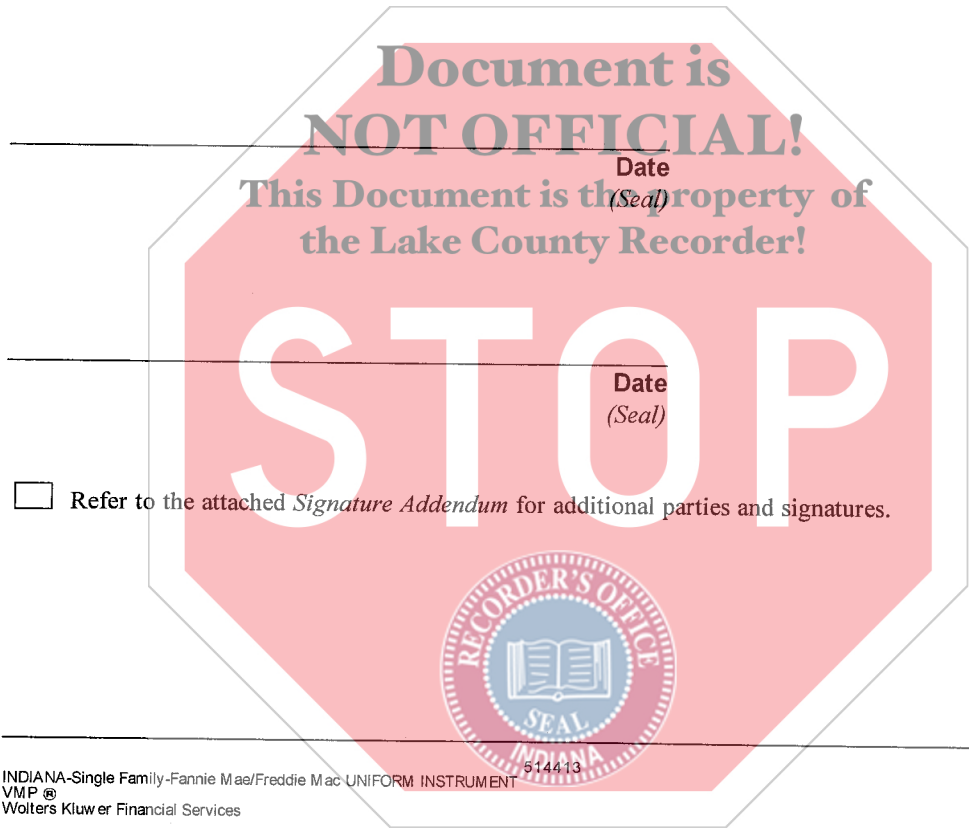 Document is
NOT OFFICIAL!
Date
This Document is the property of
(Seal)
the Lake County Recorder!
STOP
Date
(Seal)
Refer to the attached Signature Addendum for additional parties and signatures.
RECORDER'S OFFICE
SEAL
INDIANA
514413
INDIANA-Single Family-Fannie Mae/Freddie Mac UNIFORM INSTRUMENT
VMP ®
Wolters Kluwer Financial Services